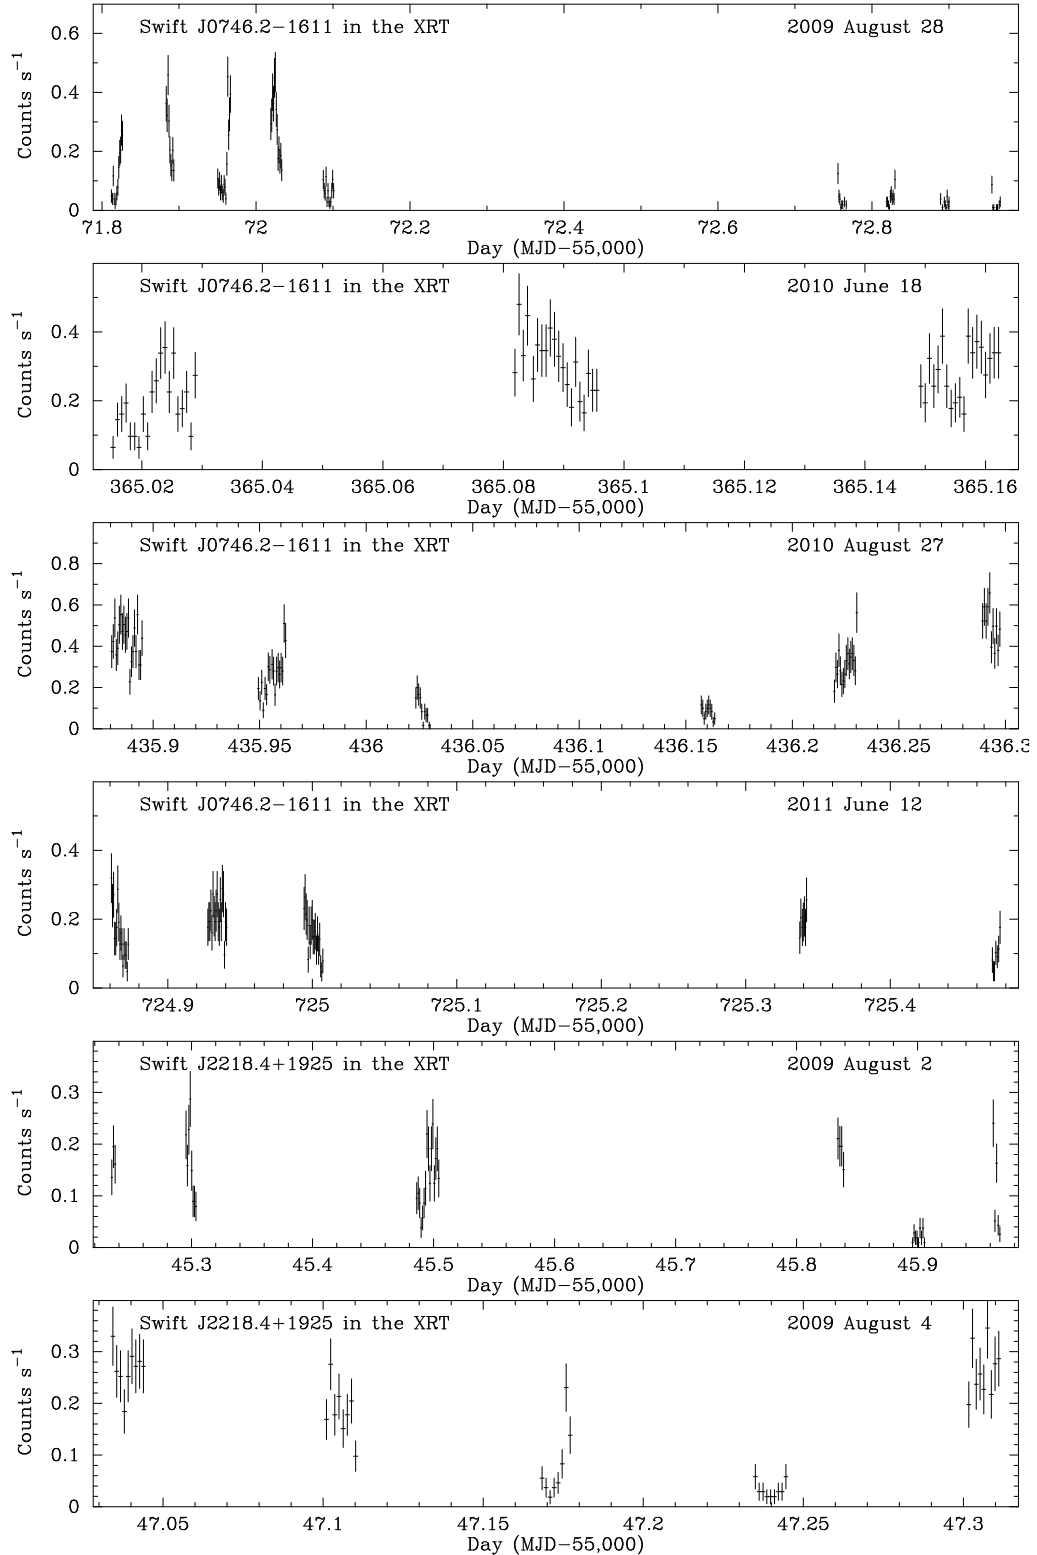 Swift J0746.2−1611 in the XRT 2009 August 28
Counts s−1
0.6
0.4
0.2
0
71.8 72 72.2 72.4 72.6 72.8
Day (MJD−55,000)
Swift J0746.2−1611 in the XRT 2010 June 18
Counts s−1
0.4
0.2
0
365.02 365.04 365.06 365.08 365.1 365.12 365.14 365.16
Day (MJD−55,000)
Swift J0746.2−1611 in the XRT 2010 August 27
Counts s−1
0.8
0.6
0.4
0.2
0
435.9 435.95 436 436.05 436.1 436.15 436.2 436.25 436.3
Day (MJD−55,000)
Swift J0746.2−1611 in the XRT 2011 June 12
Counts s−1
0.4
0.2
0
724.9 725 725.1 725.2 725.3 725.4
Day (MJD−55,000)
Swift J2218.4+1925 in the XRT 2009 August 2
Counts s−1
0.3
0.2
0.1
0
45.3 45.4 45.5 45.6 45.7 45.8 45.9
Day (MJD−55,000)
Swift J2218.4+1925 in the XRT 2009 August 4
Counts s−1
0.3
0.2
0.1
0
47.05 47.1 47.15 47.2 47.25 47.3
Day (MJD−55,000)